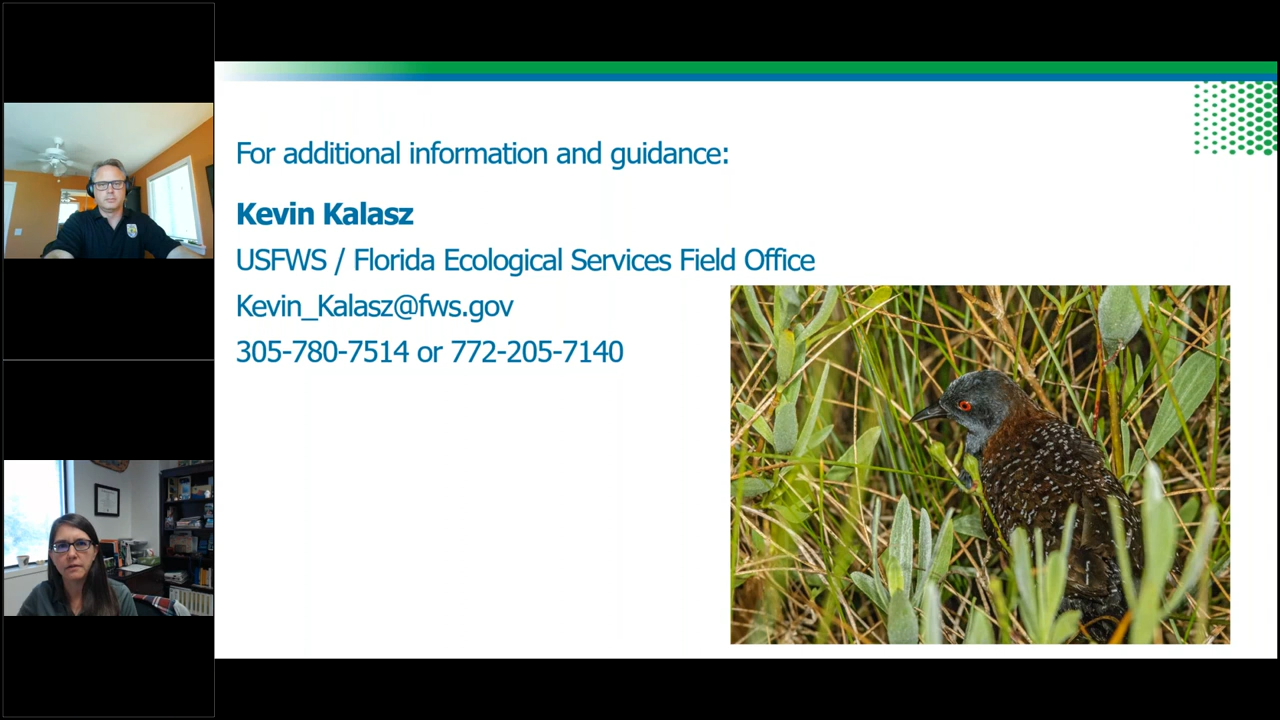 For additional information and guidance:
Kevin Kalasz
USFWS / Florida Ecological Services Field Office
Kevin_Kalasz@fws.gov
305-780-7514 or 772-205-7140